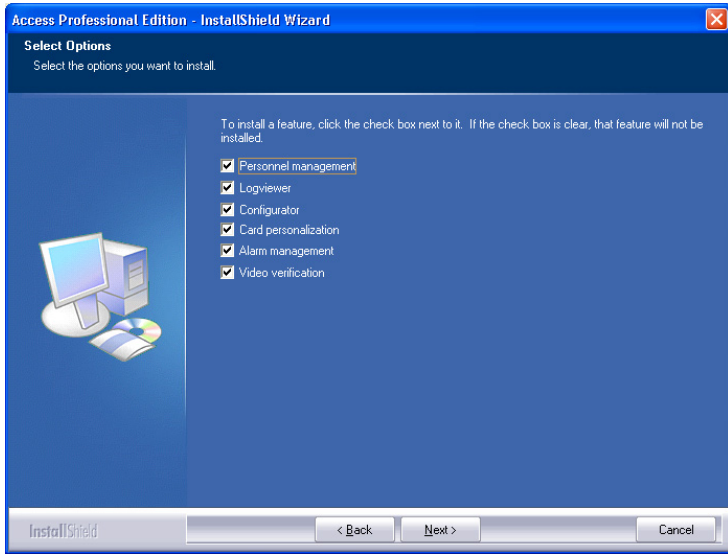 Access Professional Edition - InstallShield Wizard
Select Options
Select the options you want to install.
To install a feature, click the check box next to it. If the check box is clear, that feature will not be
installed.
Personnel management
Logviewer
Configurator
Card personalization
Alarm management
Video verification
InstallShield
< Back
Next >
Cancel